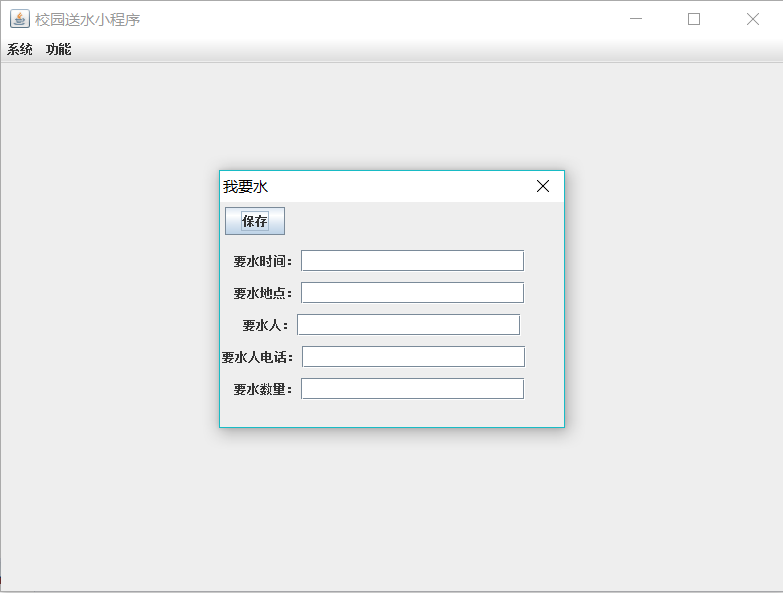 校园送水小程序
系统 功能
我要水
保存
要水时间：
要水地点：
要水人：
要水人电话：
要水数量：